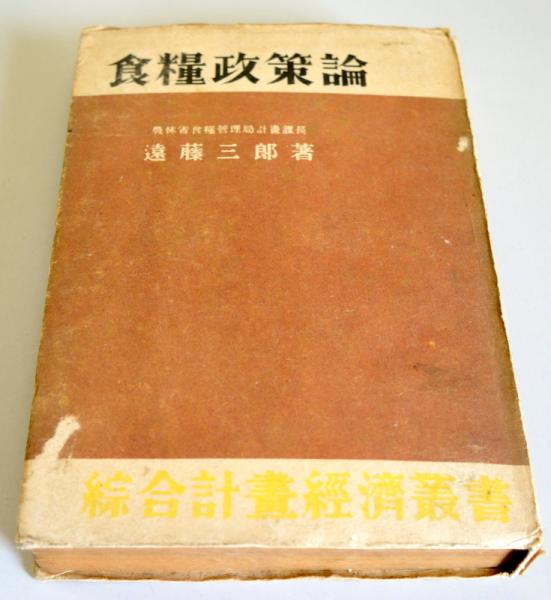 食糧政策論
農林省食糧管理局計畫課長
遠藤三郎著
綜合計畫經濟叢書